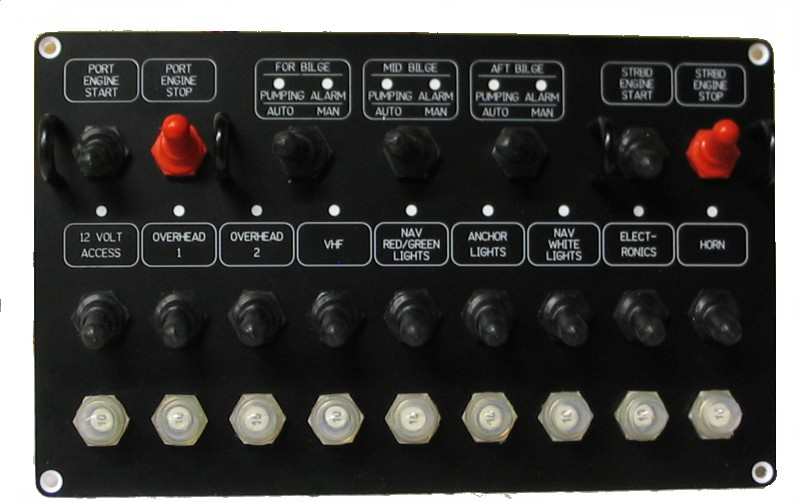 PORT
ENGINE
START
PORT
ENGINE
STOP
FOR BILGE
PUMPING ALARM
AUTO MAN
MID BILGE
PUMPING ALARM
AUTO MAN
AFT BILGE
PUMPING ALARM
AUTO MAN
STRBD
ENGINE
START
STRBD
ENGINE
STOP
12 VOLT
ACCESS
OVERHEAD
1
OVERHEAD
2
VHF
NAV
RED/GREEN
LIGHTS
ANCHOR
LIGHTS
NAV
WHITE
LIGHTS
ELECT-
RONICS
HORN
10
10
10
10
10
10
10
10
10